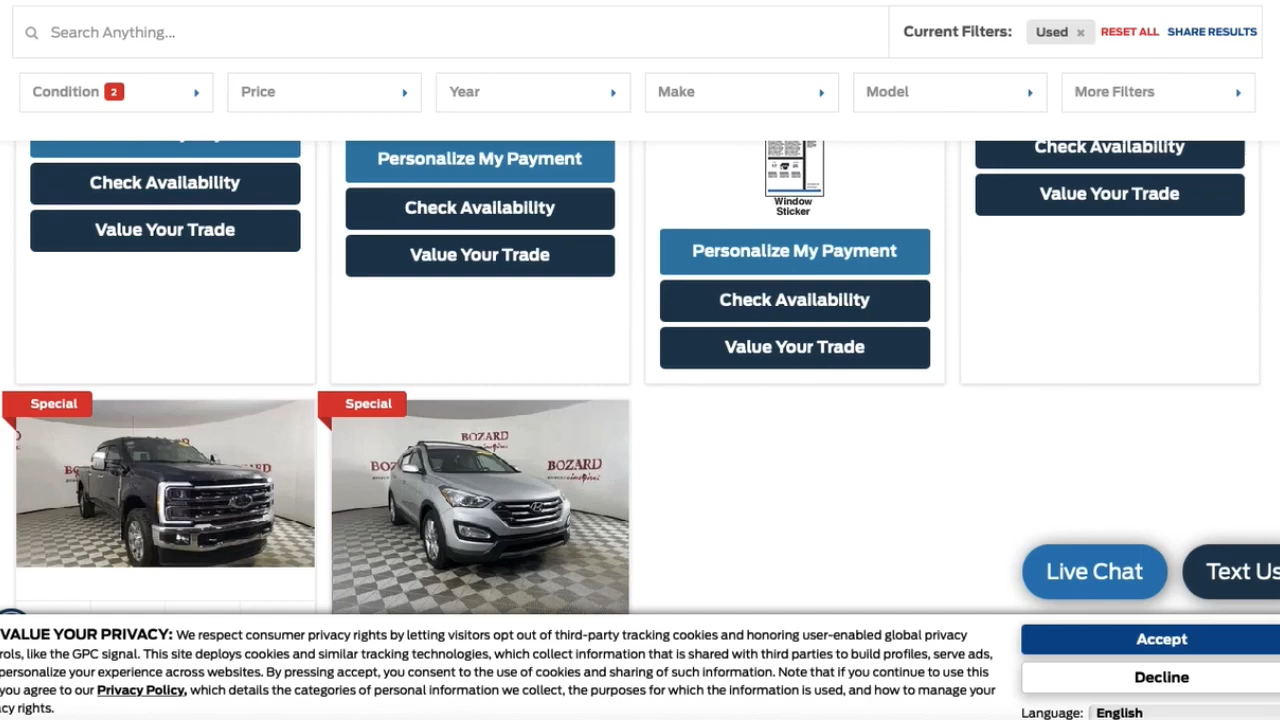 Search Anything...
Current Filters:
Used ×
RESET ALL
SHARE RESULTS
Condition 2
Price
Year
Make
Model
More Filters
Personalize My Payment
Check Availability
Check Availability
Check Availability
Value Your Trade
Value Your Trade
Value Your Trade
Window
Sticker
Personalize My Payment
Check Availability
Value Your Trade
Special
Special
BOZARD
BOZARD
Live Chat
Text Us
VALUE YOUR PRIVACY: We respect consumer privacy rights by letting visitors opt out of third-party tracking cookies and honoring user-enabled global privacy
rols, like the GPC signal. This site deploys cookies and similar tracking technologies, which collect information that is shared with third parties to build profiles, serve ads,
personalize your experience across websites. By pressing accept, you consent to the use of cookies and sharing of such information. Note that if you continue to use this
you agree to our Privacy Policy, which details the categories of personal information we collect, the purposes for which the information is used, and how to manage your
cy rights.
Accept
Decline
Language: English